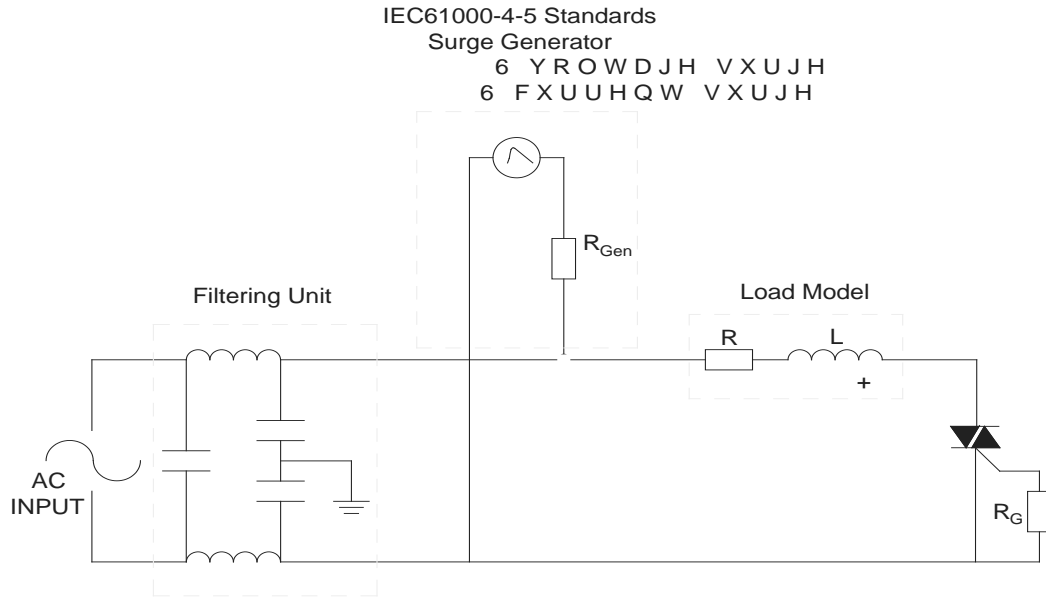 IEC61000-4-5 Standards
Surge Generator
6 YROWDJH VXUJH
6 FXUUHQW VXUJH
RGen
Filtering Unit
Load Model
R
L
+
AC
INPUT
RG